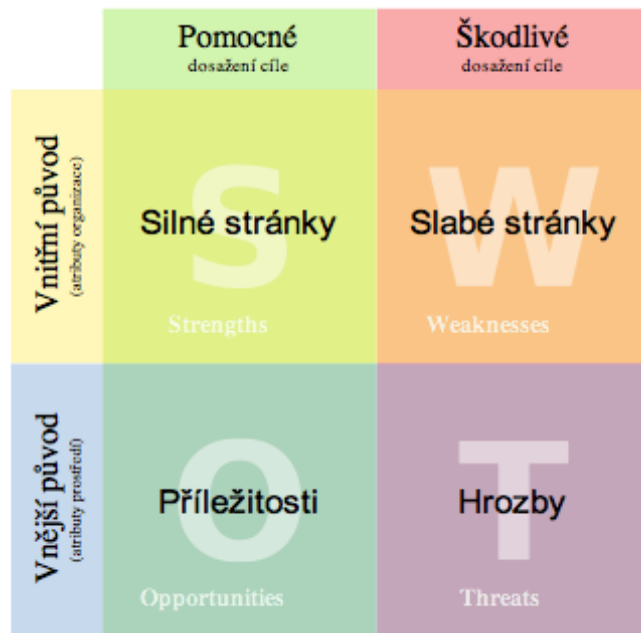 Pomocné
dosažení cíle
Škodlivé
dosažení cíle
Vnitřní původ
(atributy organizace)
S
Silné stránky
Strengths
W
Slabé stránky
Weaknesses
Vnější původ
(atributy prostředí)
O
Příležitosti
Opportunities
T
Hrozby
Threats